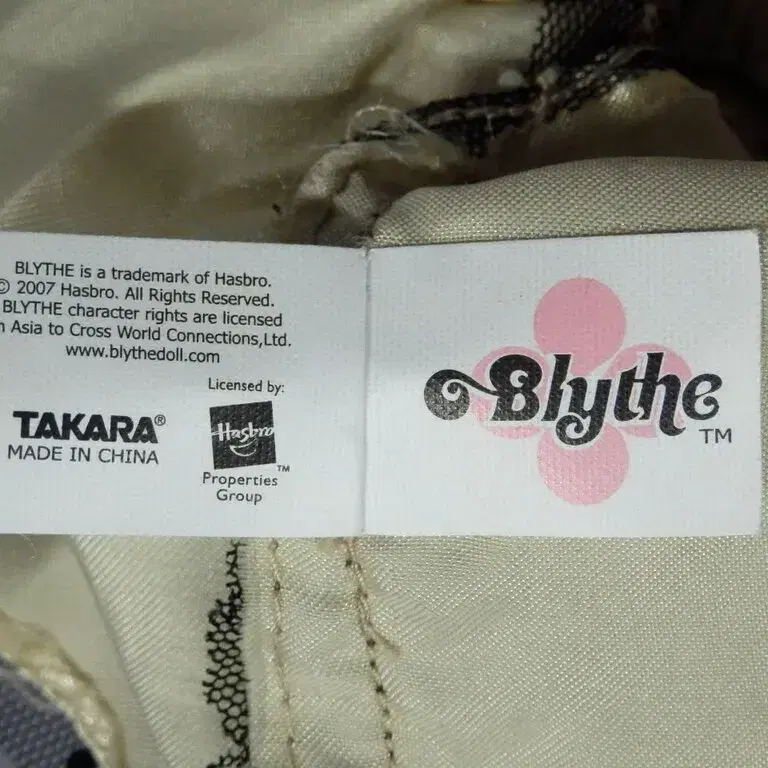 BLYTHE is a trademark of Hasbro.
© 2007 Hasbro. All Rights Reserved.
BLYTHE character rights are licensed
Asia to Cross World Connections,Ltd.
www.blythedoll.com
Licensed by:
TAKARA®
MADE IN CHINA
Hasbro
™
Properties
Group
Blythe
™